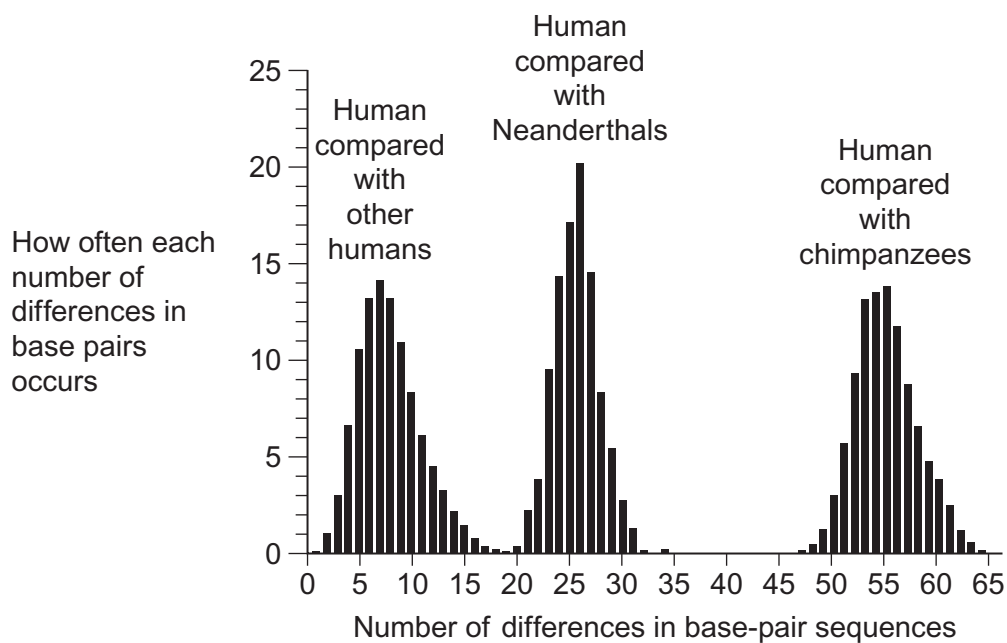 Human
compared
with
Neanderthals
Human
compared
with
other
humans
Human
compared
with
chimpanzees
How often each
number of
differences in
base pairs
occurs
25
20
15
10
5
0
0 5 10 15 20 25 30 35 40 45 50 55 60 65
Number of differences in base-pair sequences